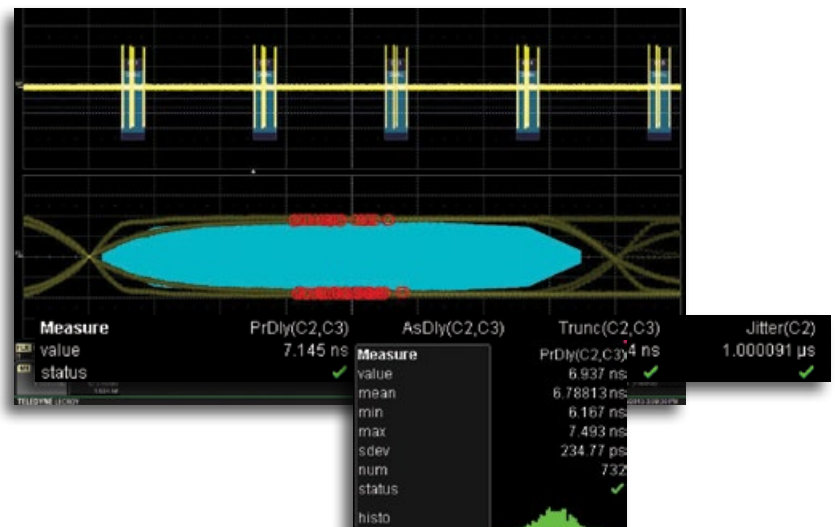 Measure PrDly(C2,C3) AsDly(C2,C3) Trunc(C2,C3) Jitter(C2)
value 7.145 ns 4 ns 1.000091 µs
status
Measure PrDly(C2,C3)
value 6.937 ns
mean 6.78813 ns
min 6.167 ns
max 7.493 ns
sdev 234.77 ps
num 732
status
histo
TELEDYNE LECROY